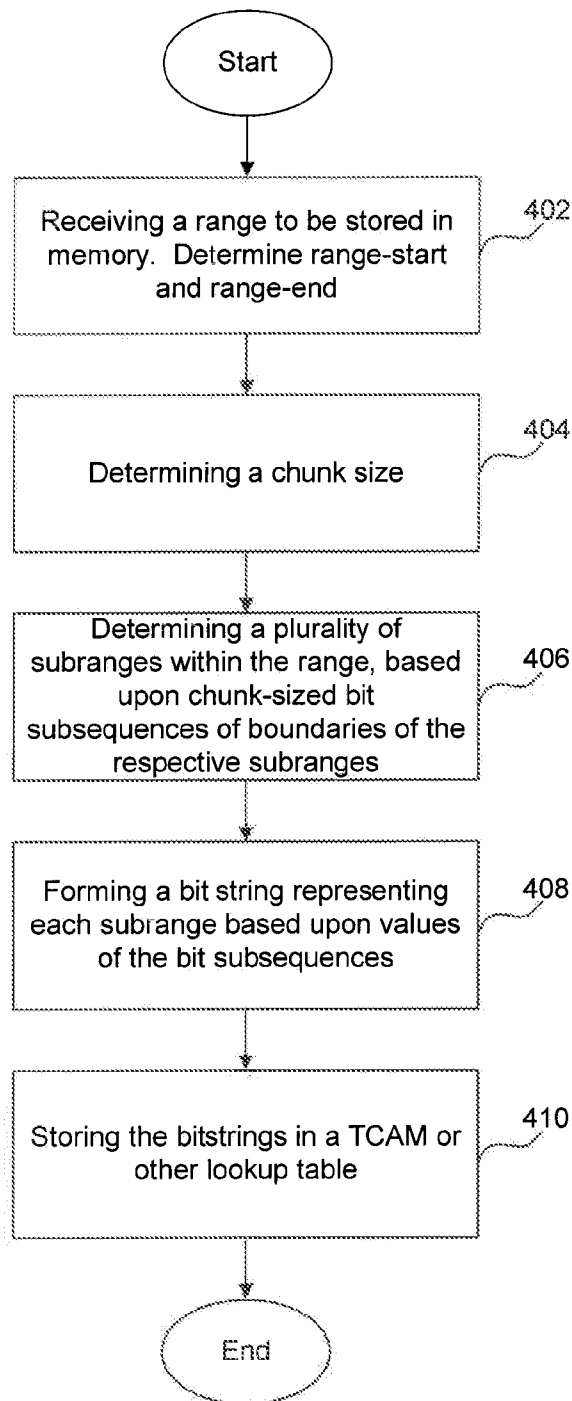 Start
Receiving a range to be stored in
memory.  Determine range-start
and range-end
402
Determining a chunk size
404
Determining a plurality of
subranges within the range, based
upon chunk-sized bit
subsequences of boundaries of the
respective subranges
406
Forming a bit string representing
each subrange based upon values
of the bit subsequences
408
Storing the bitstrings in a TCAM or
other lookup table
410
End